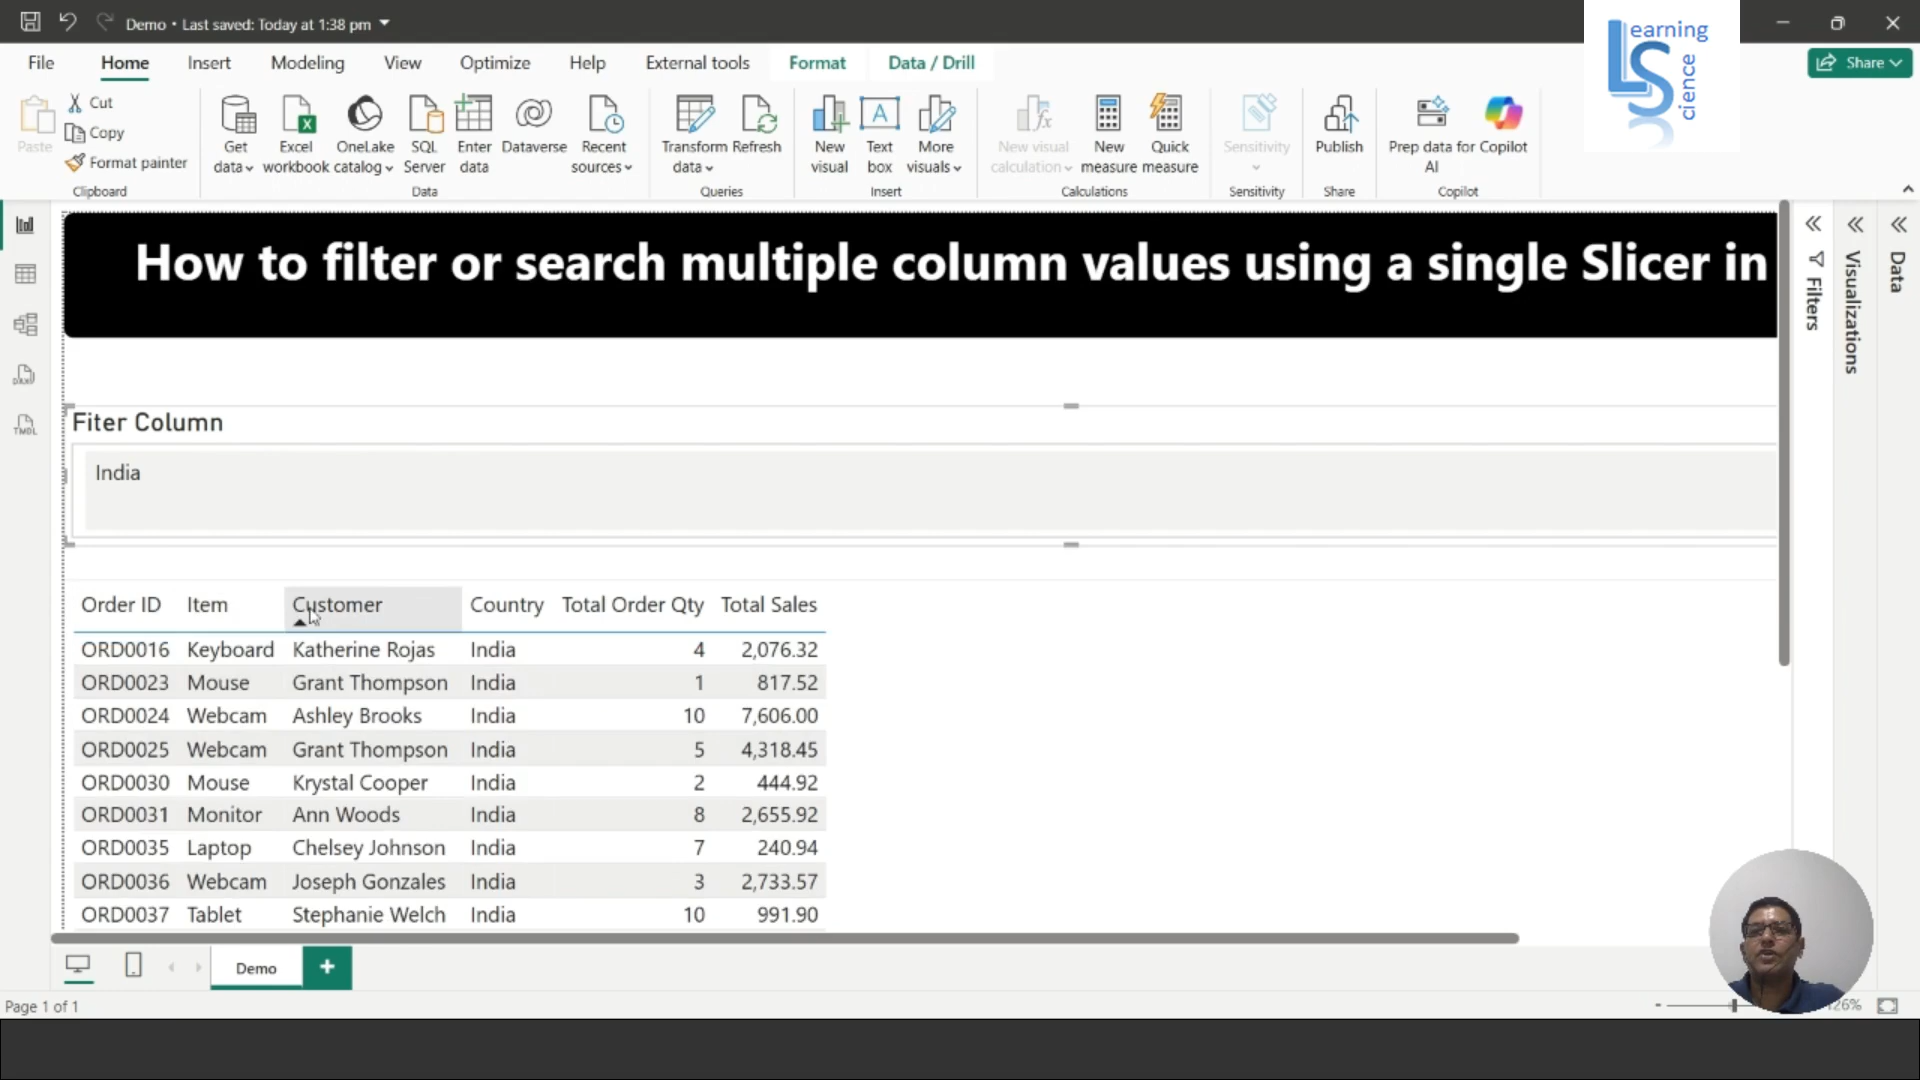 Demo • Last saved: Today at 1:38 pm
Learning Science
File Home Insert Modeling View Optimize Help External tools Format Data / Drill Share
Paste Cut Copy Format painter
Clipboard
Get data Excel workbook OneLake catalog SQL Server Enter data Dataverse Recent sources
Data
Transform data Refresh
Queries
New visual Text box More visuals
Insert
New visual calculation New measure Quick measure
Calculations
Sensitivity
Sensitivity
Publish
Share
Prep data for AI Copilot
Copilot
How to filter or search multiple column values using a single Slicer in
Filters
Visualizations
Data
DAX
TMDL
Fiter Column
India
Order ID Item Customer Country Total Order Qty Total Sales
ORD0016 Keyboard Katherine Rojas India 4 2,076.32
ORD0023 Mouse Grant Thompson India 1 817.52
ORD0024 Webcam Ashley Brooks India 10 7,606.00
ORD0025 Webcam Grant Thompson India 5 4,318.45
ORD0030 Mouse Krystal Cooper India 2 444.92
ORD0031 Monitor Ann Woods India 8 2,655.92
ORD0035 Laptop Chelsey Johnson India 7 240.94
ORD0036 Webcam Joseph Gonzales India 3 2,733.57
ORD0037 Tablet Stephanie Welch India 10 991.90
Demo
Page 1 of 1